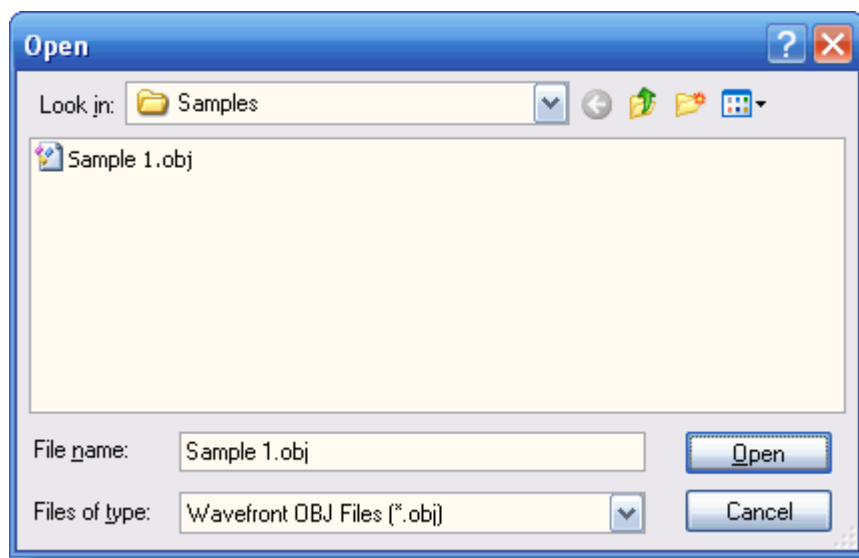 Open
?
Look in: Samples
Sample 1.obj
File name: Sample 1.obj
Open
Files of type: Wavefront OBJ Files (*.obj)
Cancel